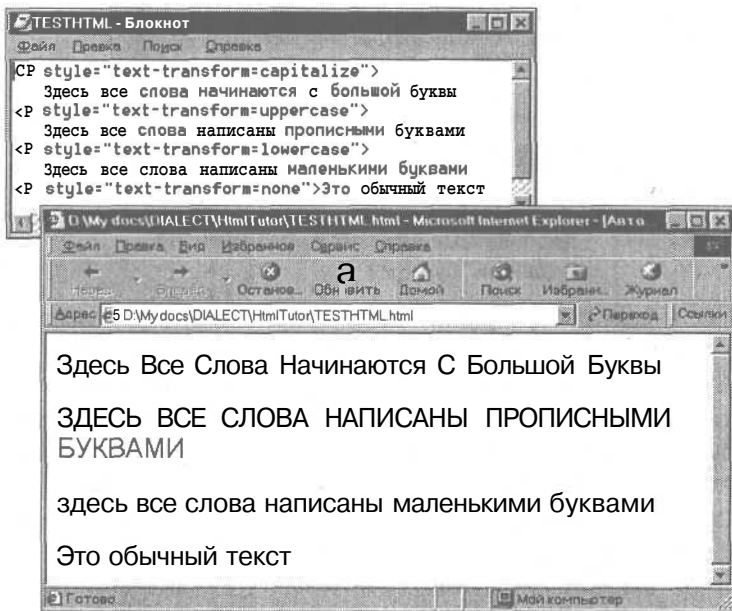 TESTHTML - Блокнот
Файл Правка Поиск Справка
CP style="text-transform=capitalize">
Здесь все слова начинаются с большой буквы
<P style="text-transform=uppercase">
Здесь все слова написаны прописными буквами
<P style="text-transform=lowercase">
Здесь все слова написаны маленькими буквами
<P style="text-transform=none">Это обычный текст
D:\My docs\DIALECT\HtmlTutor\TESTHTML.html - Microsoft Internet Explorer - [Авто
Файл Правка Вид Избранное Сервис Справка
Назад Вперед Останов... Обновить Домой Поиск Избранн... Журнал
Адрес D:\My docs\DIALECT\HtmlTutor\TESTHTML.html Переход Ссылки
Здесь Все Слова Начинаются С Большой Буквы
ЗДЕСЬ ВСЕ СЛОВА НАПИСАНЫ ПРОПИСНЫМИ
БУКВАМИ
здесь все слова написаны маленькими буквами
Это обычный текст
Готово Мой компьютер